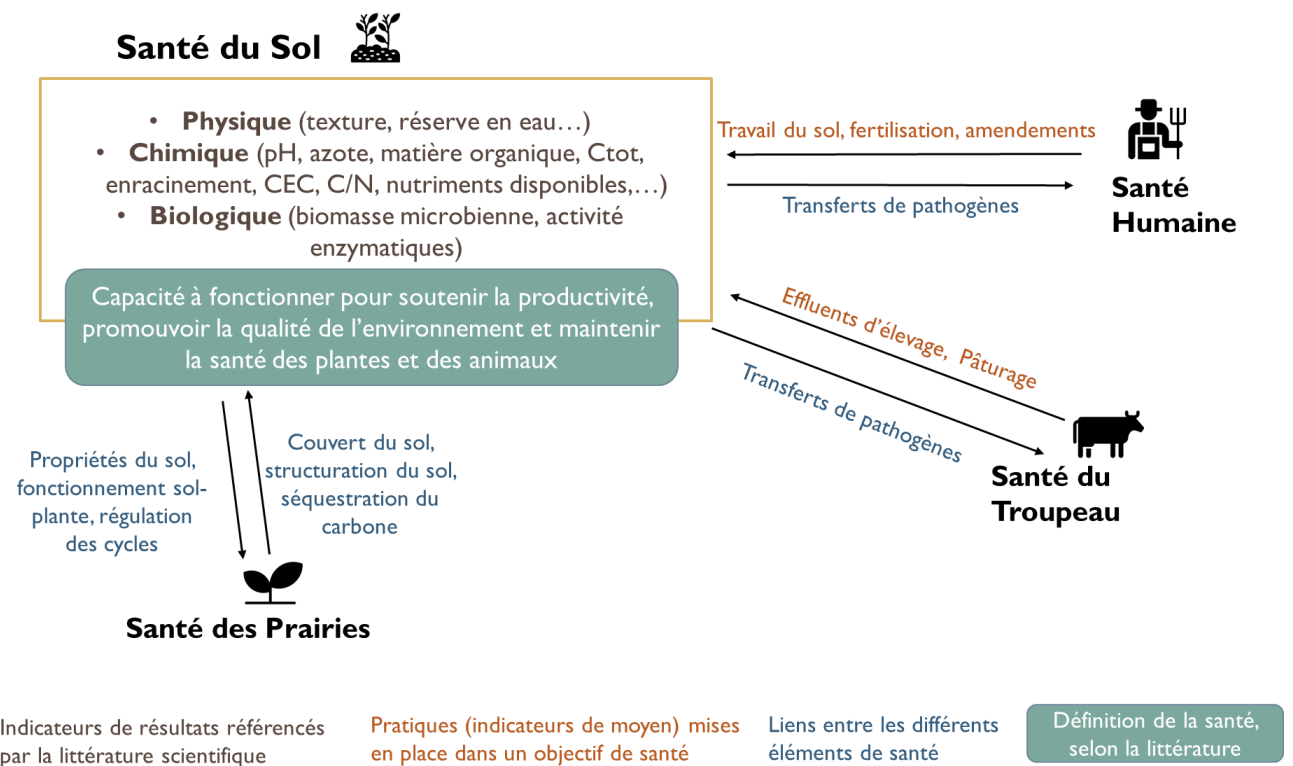 Santé du Sol
• Physique (texture, réserve en eau…)
• Chimique (pH, azote, matière organique, Ctot,
enracinement, CEC, C/N, nutriments disponibles,…)
• Biologique (biomasse microbienne, activité
enzymatiques)
Capacité à fonctionner pour soutenir la productivité,
promouvoir la qualité de l’environnement et maintenir
la santé des plantes et des animaux
Travail du sol, fertilisation, amendements
Transferts de pathogènes
Santé
Humaine
Effluents d’élevage, Pâturage
Transferts de pathogènes
Santé du
Troupeau
Propriétés du sol,
fonctionnement sol-
plante, régulation
des cycles
Couvert du sol,
structuration du sol,
séquestration du
carbone
Santé des Prairies
Indicateurs de résultats référencés
par la littérature scientifique
Pratiques (indicateurs de moyen) mises
en place dans un objectif de santé
Liens entre les différents
éléments de santé
Définition de la santé,
selon la littérature